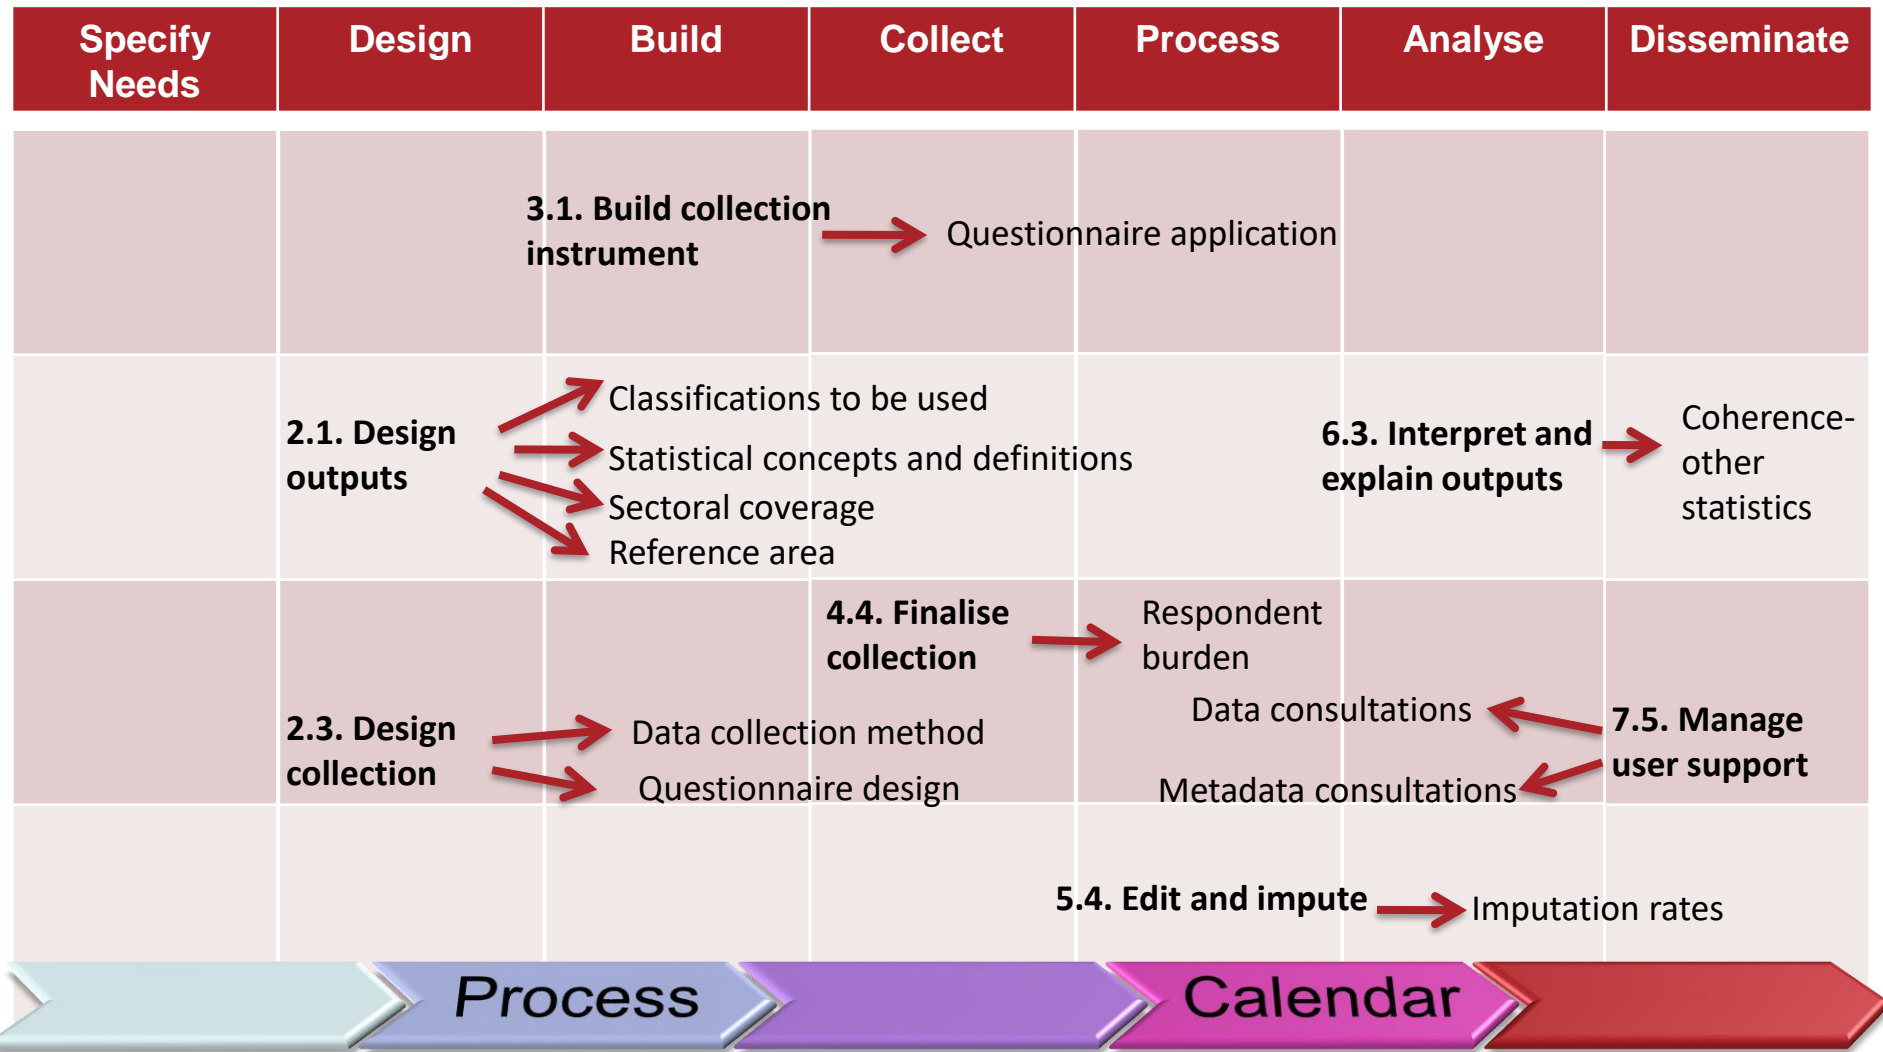 Specify
Needs
Design
Build
Collect
Process
Analyse
Disseminate
3.1. Build collection
instrument
Questionnaire application
2.1. Design
outputs
Classifications to be used
Statistical concepts and definitions
Sectoral coverage
Reference area
6.3. Interpret and
explain outputs
Coherence-
other
statistics
4.4. Finalise
collection
Respondent
burden
2.3. Design
collection
Data collection method
Questionnaire design
Data consultations
Metadata consultations
7.5. Manage
user support
5.4. Edit and impute
Imputation rates
Process
Calendar